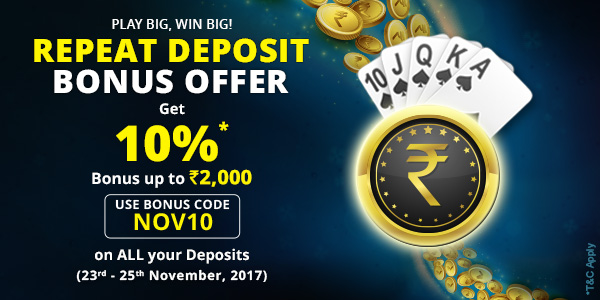 PLAY BIG, WIN BIG!
REPEAT DEPOSIT
BONUS OFFER
Get
10%*
Bonus up to ₹2,000
USE BONUS CODE
NOV10
on ALL your Deposits
(23rd - 25th November, 2017)
10 J Q K A
₹
*T&C Apply